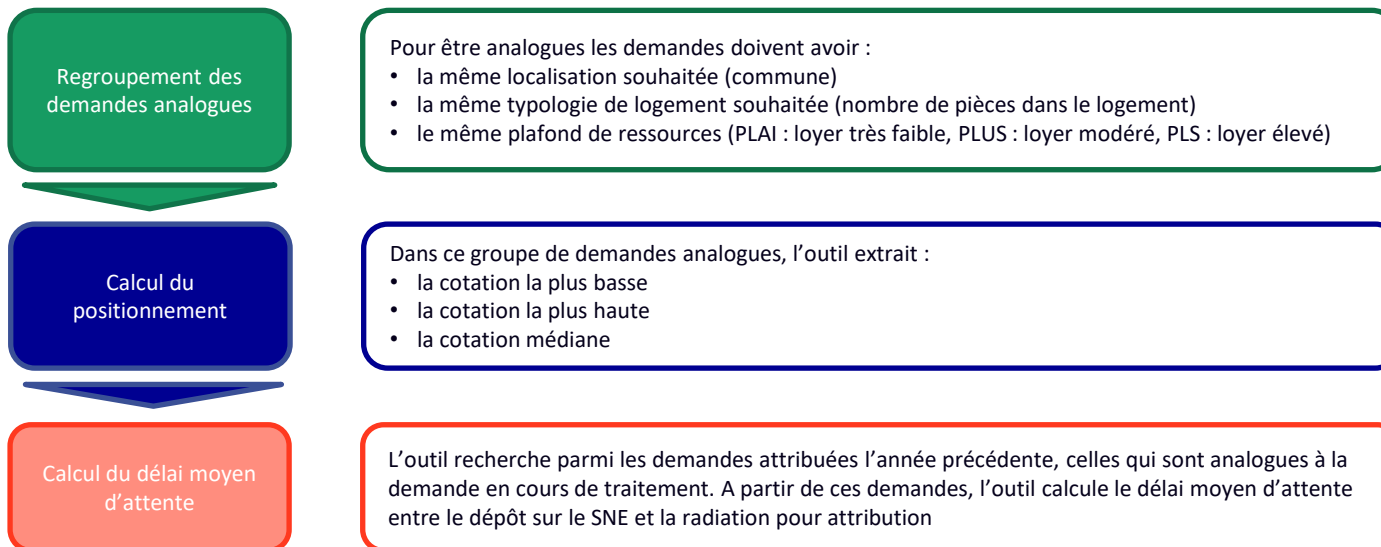 Regroupement des
demandes analogues
Pour être analogues les demandes doivent avoir :
• la même localisation souhaitée (commune)
• la même typologie de logement souhaitée (nombre de pièces dans le logement)
• le même plafond de ressources (PLAI : loyer très faible, PLUS : loyer modéré, PLS : loyer élevé)
Calcul du
positionnement
Dans ce groupe de demandes analogues, l’outil extrait :
• la cotation la plus basse
• la cotation la plus haute
• la cotation médiane
Calcul du délai moyen
d’attente
L’outil recherche parmi les demandes attribuées l’année précédente, celles qui sont analogues à la
demande en cours de traitement. A partir de ces demandes, l’outil calcule le délai moyen d’attente
entre le dépôt sur le SNE et la radiation pour attribution